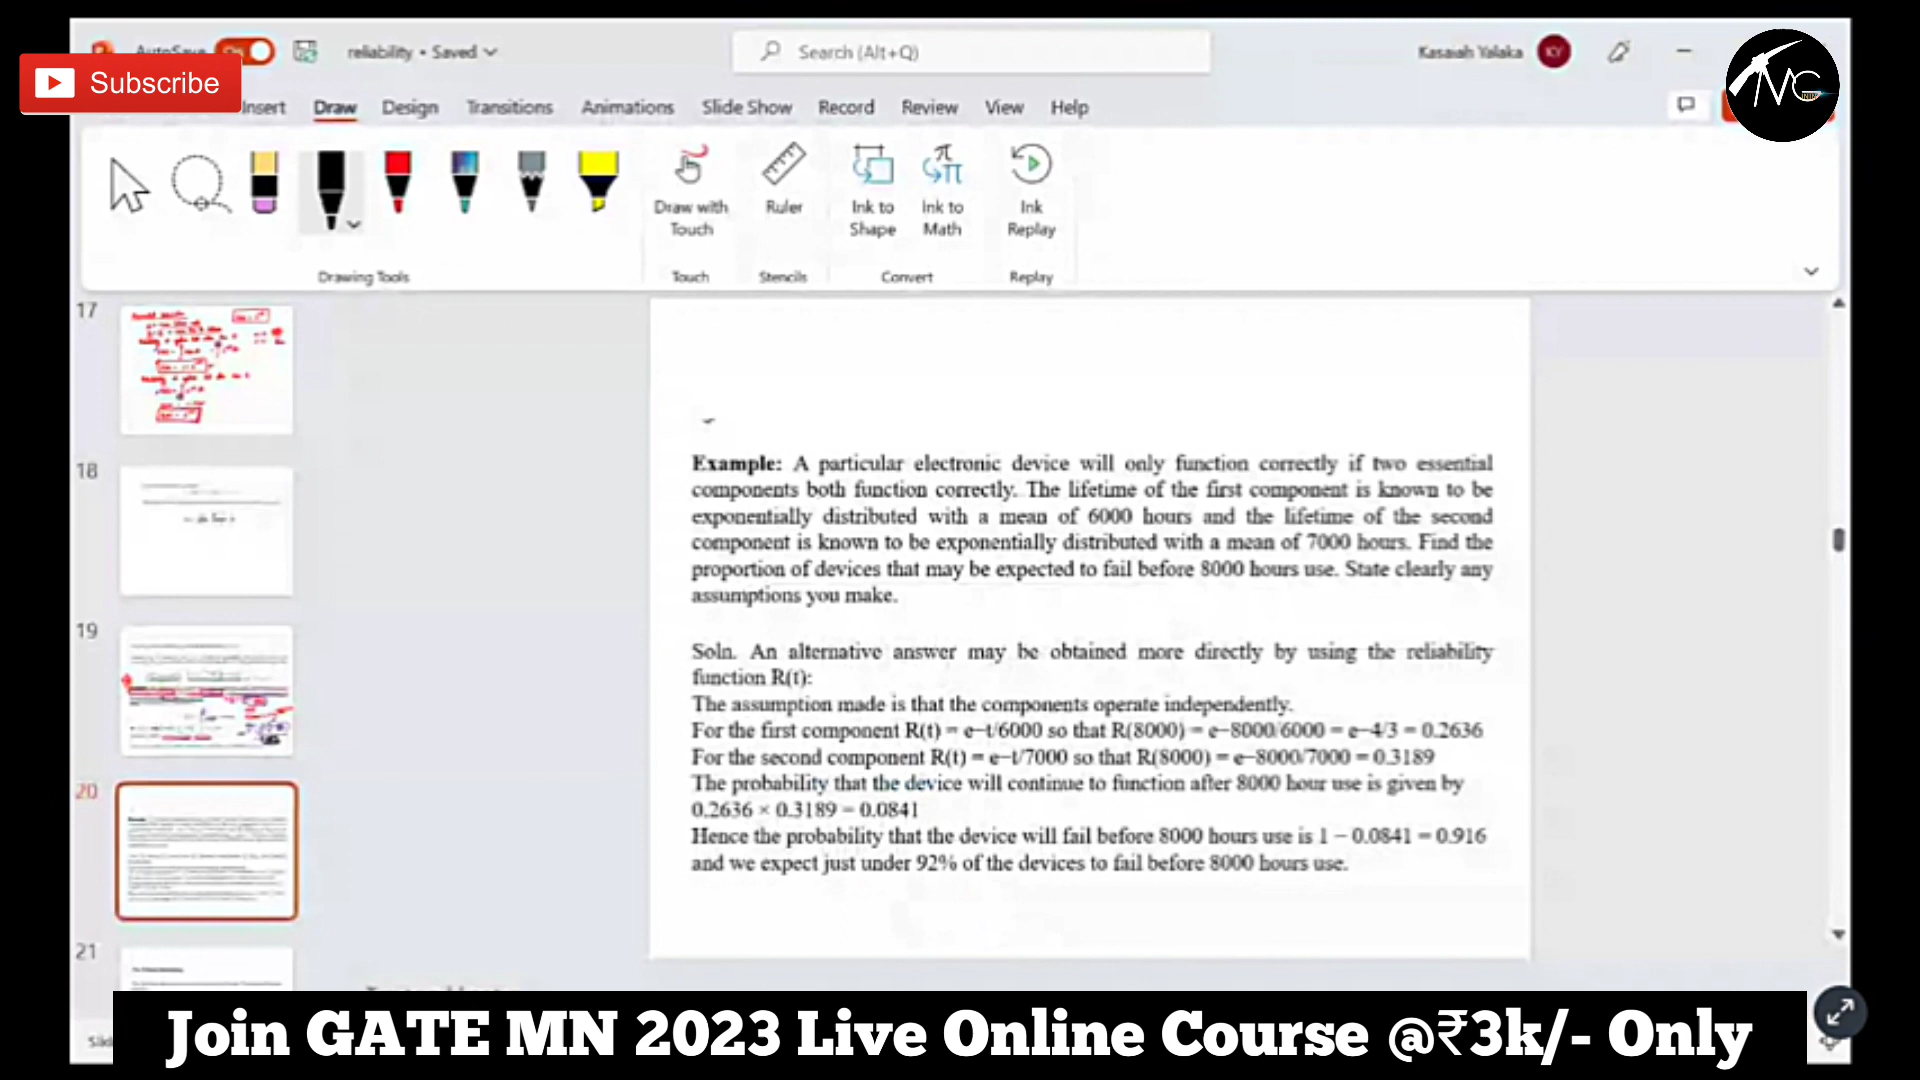 AutoSave On
reliability • Saved
Search (Alt+Q)
Kasaiah Yalaka
KY
Subscribe
Insert
Draw
Design
Transitions
Animations
Slide Show
Record
Review
View
Help
MG
Draw with
Touch
Ruler
Ink to
Shape
Ink to
Math
Ink
Replay
Drawing Tools
Touch
Stencils
Convert
Replay
17
18
19
20
21
Example: A particular electronic device will only function correctly if two essential
components both function correctly. The lifetime of the first component is known to be
exponentially distributed with a mean of 6000 hours and the lifetime of the second
component is known to be exponentially distributed with a mean of 7000 hours. Find the
proportion of devices that may be expected to fail before 8000 hours use. State clearly any
assumptions you make.
Soln. An alternative answer may be obtained more directly by using the reliability
function R(t):
The assumption made is that the components operate independently.
For the first component R(t) = e−t/6000 so that R(8000) = e−8000/6000 = e−4/3 = 0.2636
For the second component R(t) = e−t/7000 so that R(8000) = e−8000/7000 = 0.3189
The probability that the device will continue to function after 8000 hour use is given by
0.2636 × 0.3189 = 0.0841
Hence the probability that the device will fail before 8000 hours use is 1 − 0.0841 = 0.916
and we expect just under 92% of the devices to fail before 8000 hours use.
Join GATE MN 2023 Live Online Course @₹3k/- Only